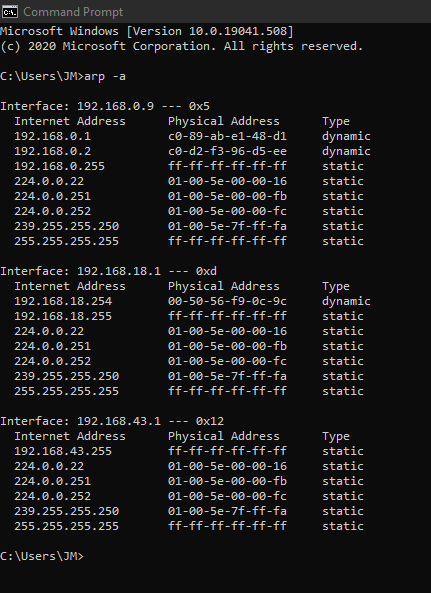 Command Prompt
Microsoft Windows [Version 10.0.19041.508]
(c) 2020 Microsoft Corporation. All rights reserved.
C:\Users\JM>arp -a
Interface: 192.168.0.9 --- 0x5
Internet Address Physical Address Type
192.168.0.1 c0-89-ab-e1-48-d1 dynamic
192.168.0.2 c0-d2-f3-96-d5-ee dynamic
192.168.0.255 ff-ff-ff-ff-ff-ff static
224.0.0.22 01-00-5e-00-00-16 static
224.0.0.251 01-00-5e-00-00-fb static
224.0.0.252 01-00-5e-00-00-fc static
239.255.255.250 01-00-5e-7f-ff-fa static
255.255.255.255 ff-ff-ff-ff-ff-ff static
Interface: 192.168.18.1 --- 0xd
Internet Address Physical Address Type
192.168.18.254 00-50-56-f9-0c-9c dynamic
192.168.18.255 ff-ff-ff-ff-ff-ff static
224.0.0.22 01-00-5e-00-00-16 static
224.0.0.251 01-00-5e-00-00-fb static
224.0.0.252 01-00-5e-00-00-fc static
239.255.255.250 01-00-5e-7f-ff-fa static
255.255.255.255 ff-ff-ff-ff-ff-ff static
Interface: 192.168.43.1 --- 0x12
Internet Address Physical Address Type
192.168.43.255 ff-ff-ff-ff-ff-ff static
224.0.0.22 01-00-5e-00-00-16 static
224.0.0.251 01-00-5e-00-00-fb static
224.0.0.252 01-00-5e-00-00-fc static
239.255.255.250 01-00-5e-7f-ff-fa static
255.255.255.255 ff-ff-ff-ff-ff-ff static
C:\Users\JM>